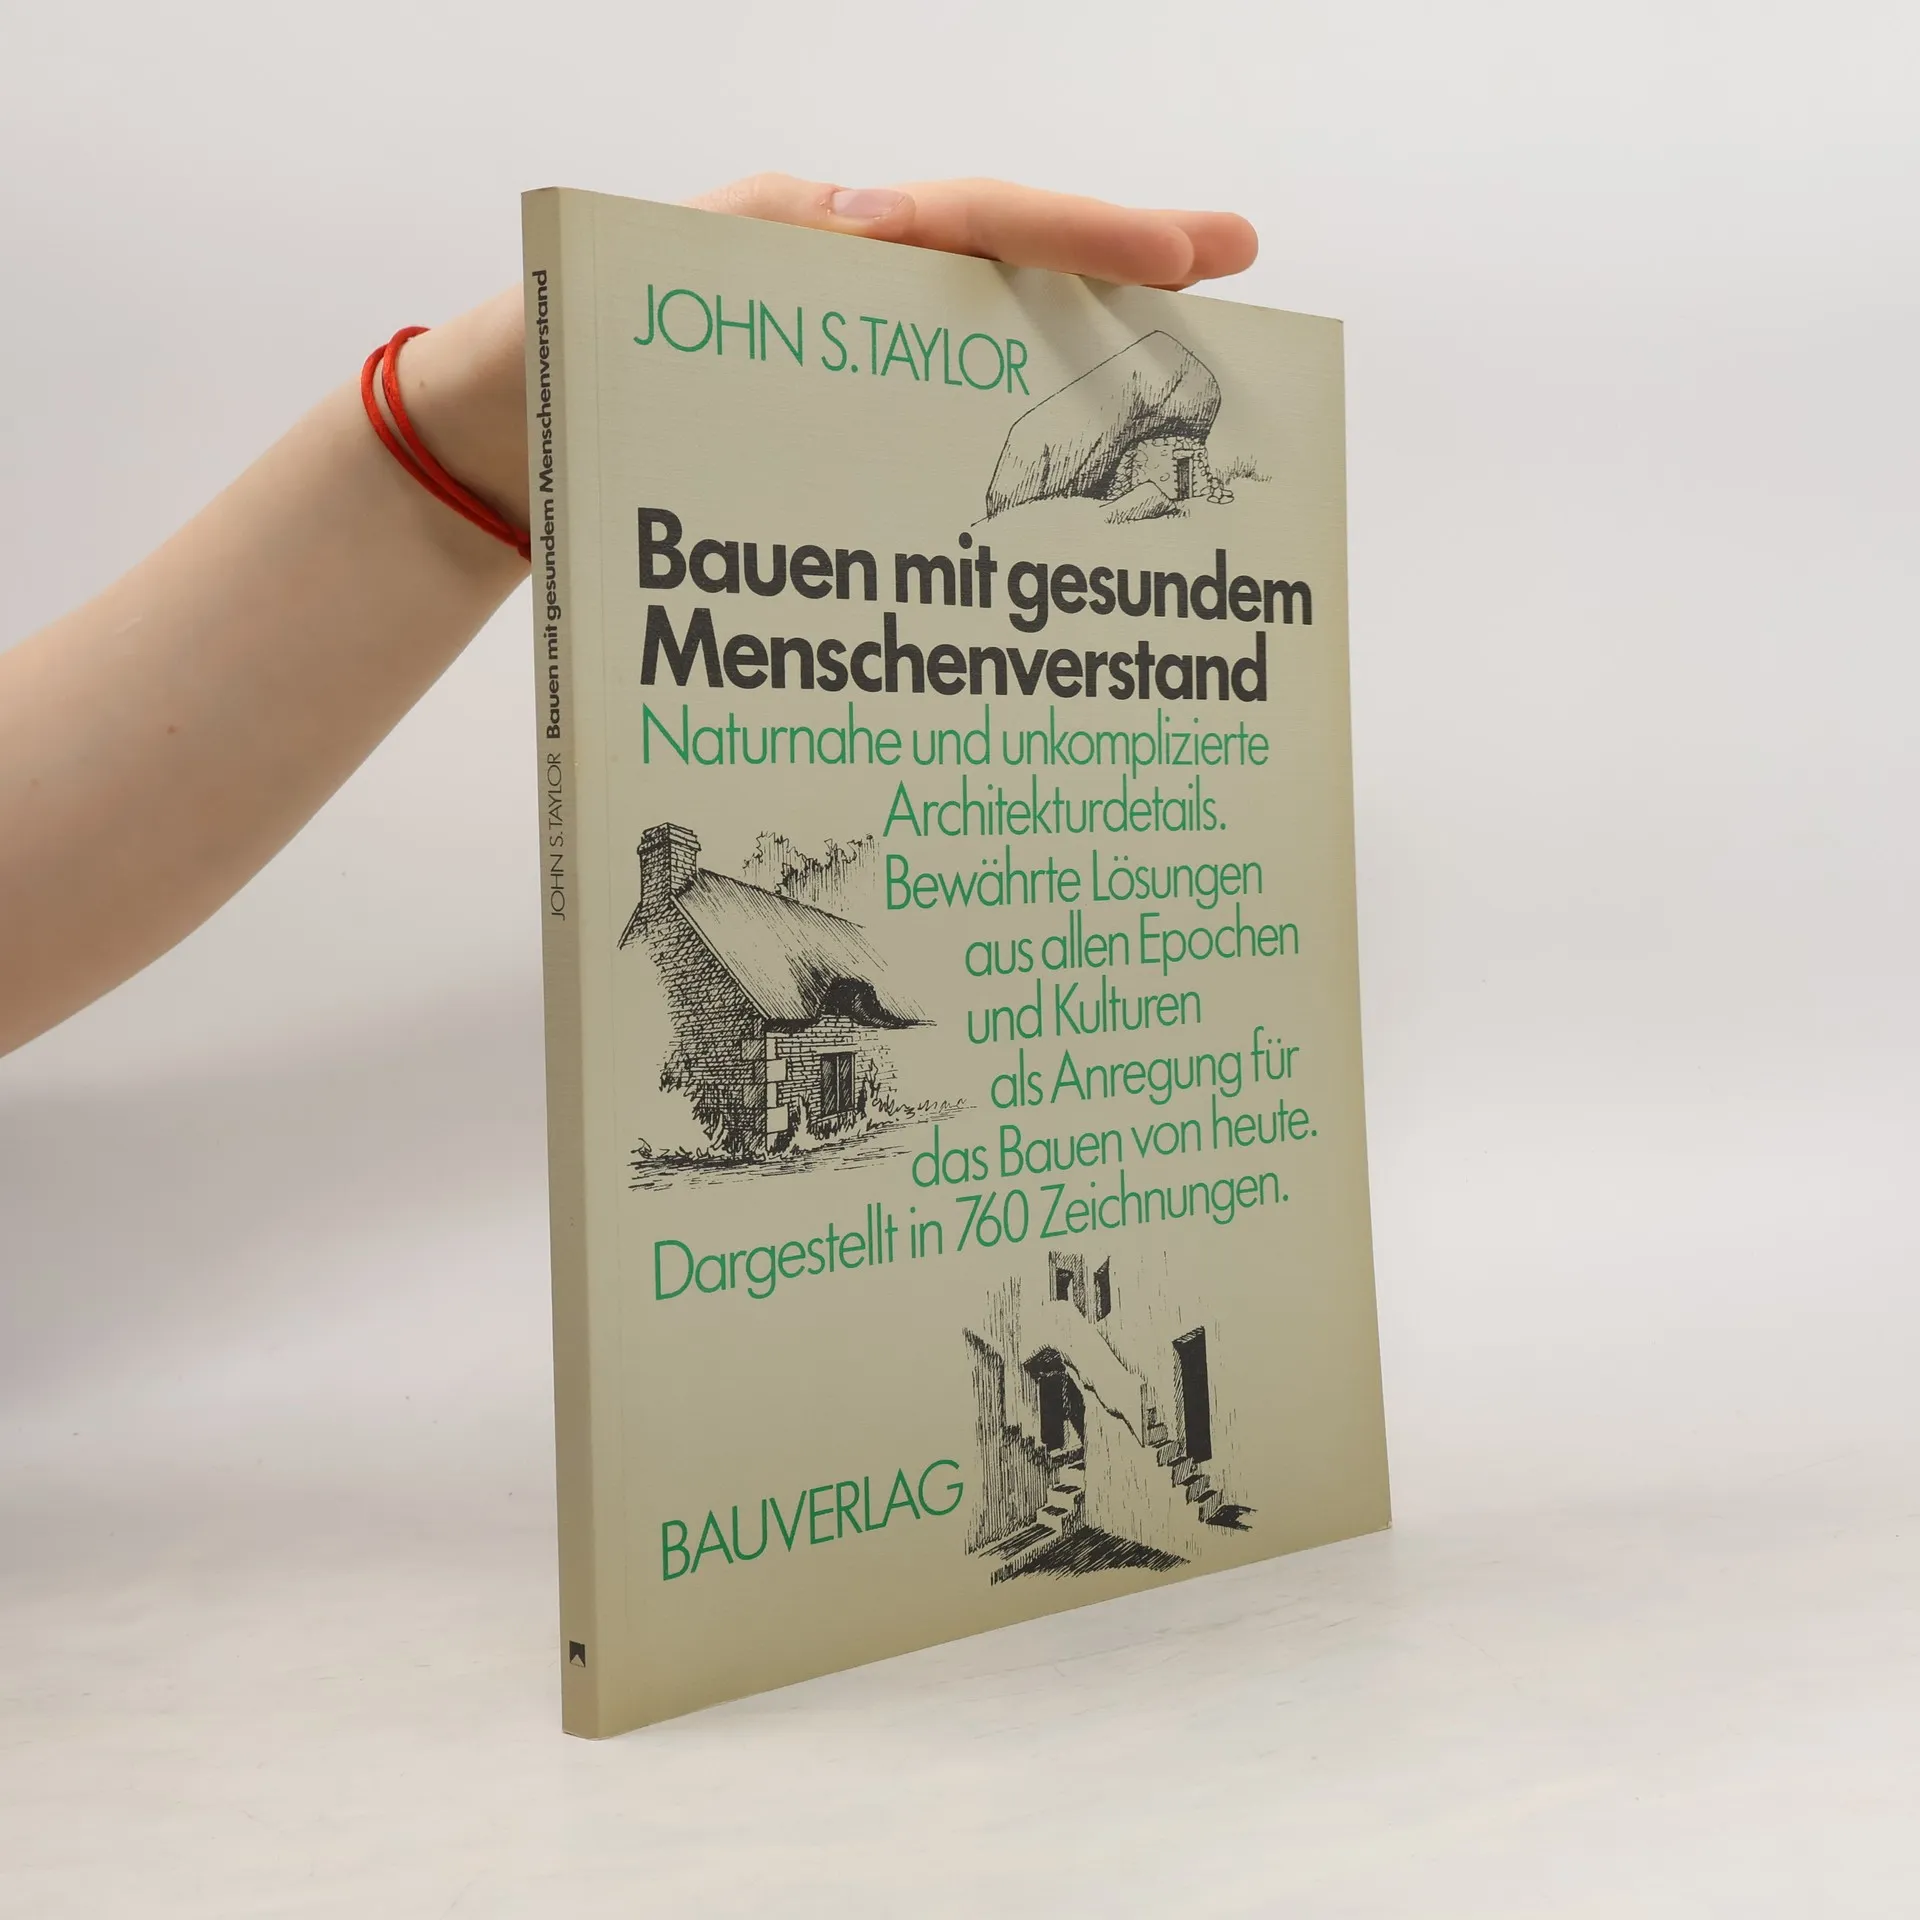 JOHN S. TAYLOR Bauen mit gesundem Menschenverstand
JOHN S. TAYLOR
Bauen mit gesundem
Menschenverstand
Naturnahe und unkomplizierte
Architekturdetails.
Bewährte Lösungen
aus allen Epochen
und Kulturen
als Anregung für
das Bauen von heute.
Dargestellt in 760 Zeichnungen.
BAUVERLAG